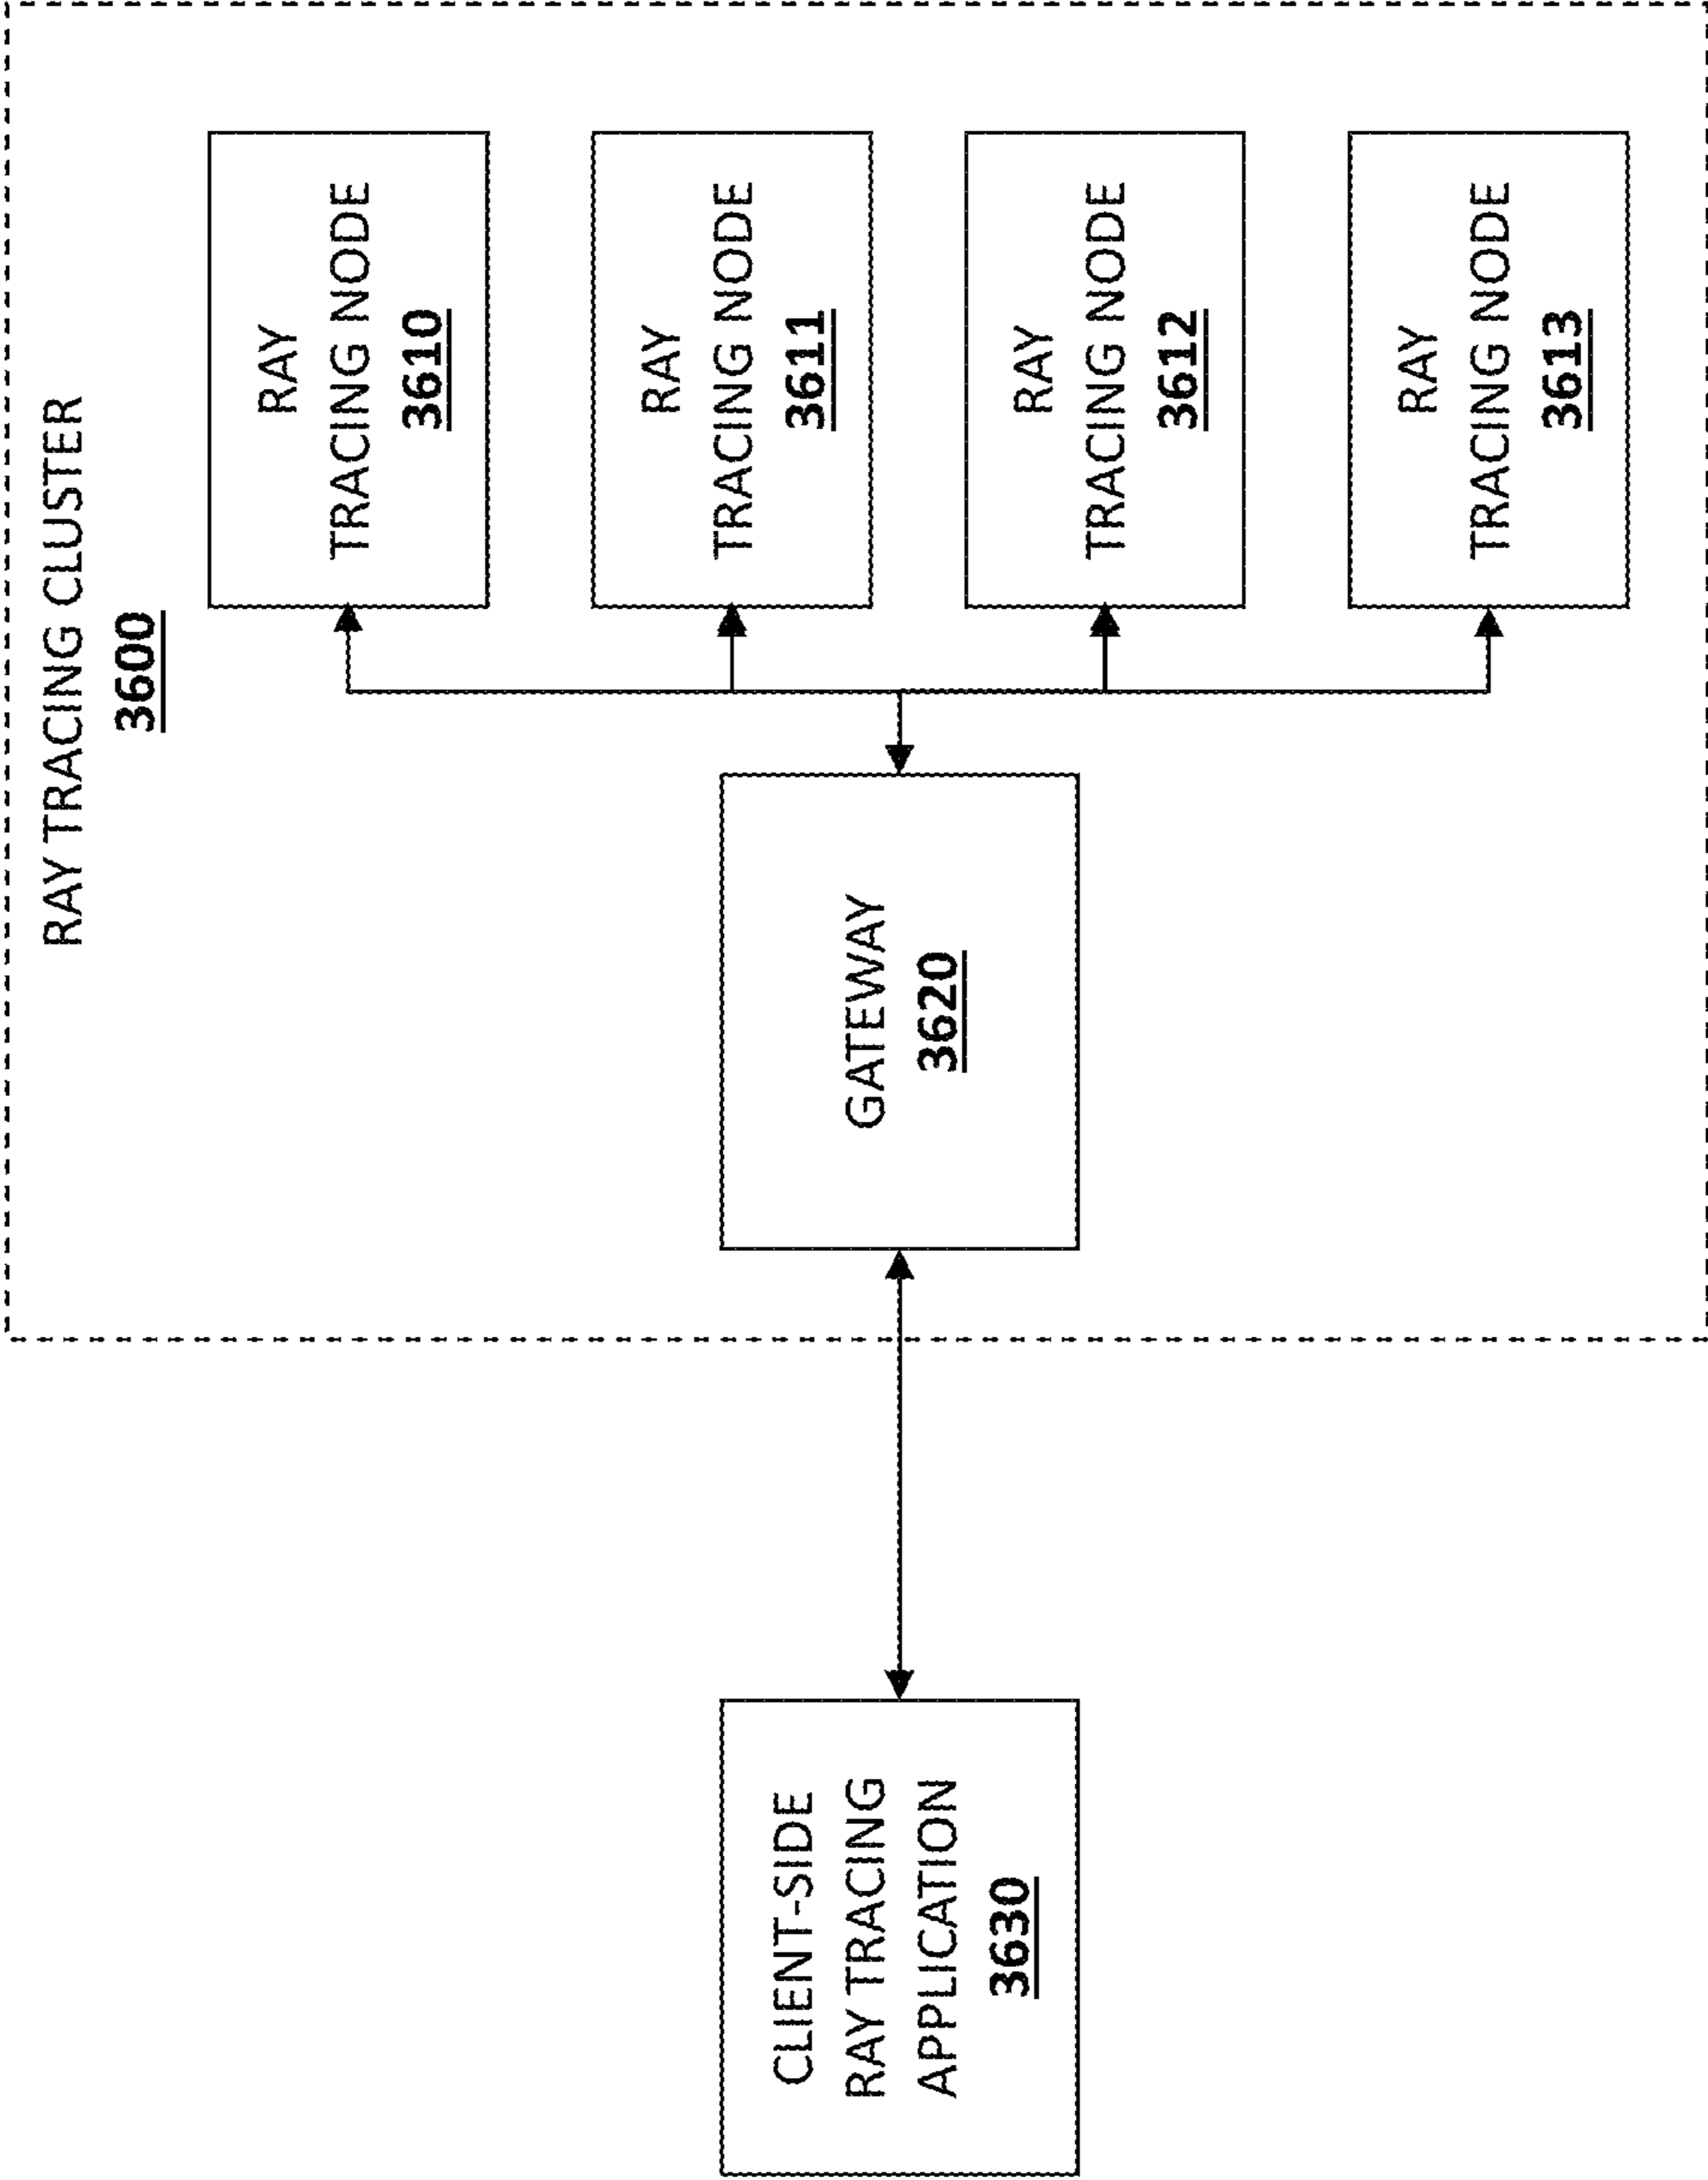 RAY TRACING CLUSTER
3600
RAY
TRACING NODE
3610
RAY
TRACING NODE
3611
RAY
TRACING NODE
3612
RAY
TRACING NODE
3613
GATEWAY
3620
CLIENT-SIDE
RAY TRACING
APPLICATION
3630